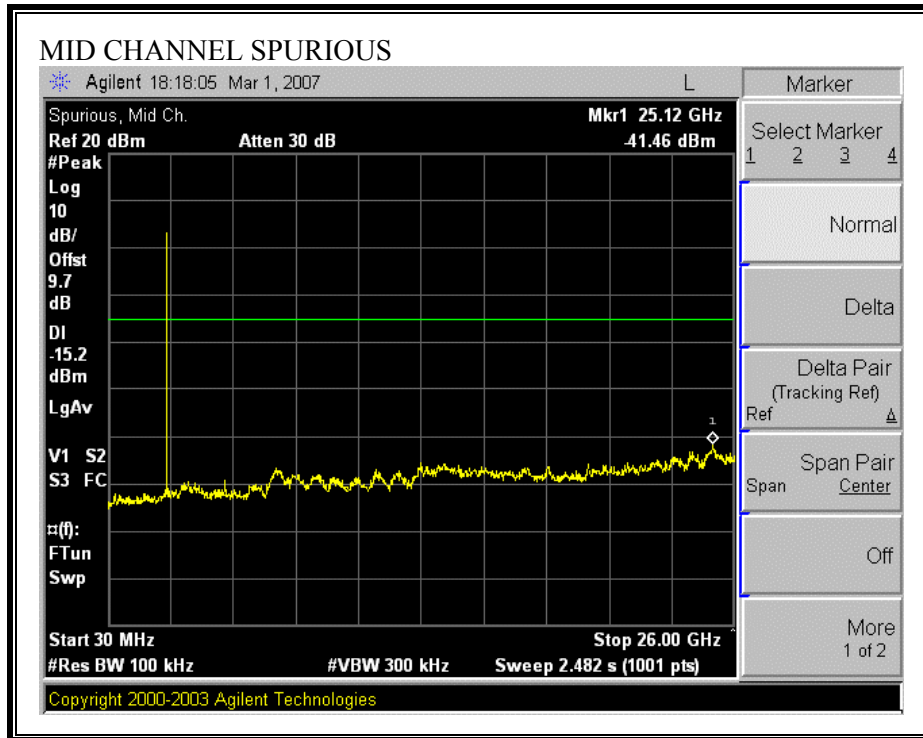 MID CHANNEL SPURIOUS
Agilent 18:18:05 Mar 1, 2007 L
Marker
Spurious, Mid Ch. Mkr1 25.12 GHz
Ref 20 dBm Atten 30 dB -41.46 dBm
#Peak
Log
10
dB/
Offst
9.7
dB
DI
-15.2
dBm
LgAv
V1 S2
S3 FC
¤(f):
FTun
Swp
1
Start 30 MHz Stop 26.00 GHz
#Res BW 100 kHz #VBW 300 kHz Sweep 2.482 s (1001 pts)
Copyright 2000-2003 Agilent Technologies
Select Marker
1 2 3 4
Normal
Delta
Delta Pair
(Tracking Ref)
Ref Δ
Span Pair
Span Center
Off
More
1 of 2